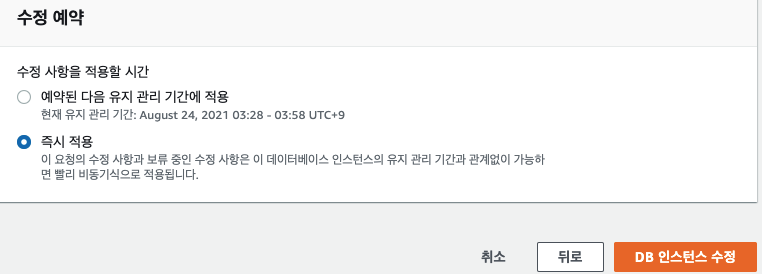 수정 예약
수정 사항을 적용할 시간
예약된 다음 유지 관리 기간에 적용
현재 유지 관리 기간: August 24, 2021 03:28 - 03:58 UTC+9
즉시 적용
이 요청의 수정 사항과 보류 중인 수정 사항은 이 데이터베이스 인스턴스의 유지 관리 기간과 관계없이 가능하
면 빨리 비동기식으로 적용됩니다.
취소 뒤로 DB 인스턴스 수정